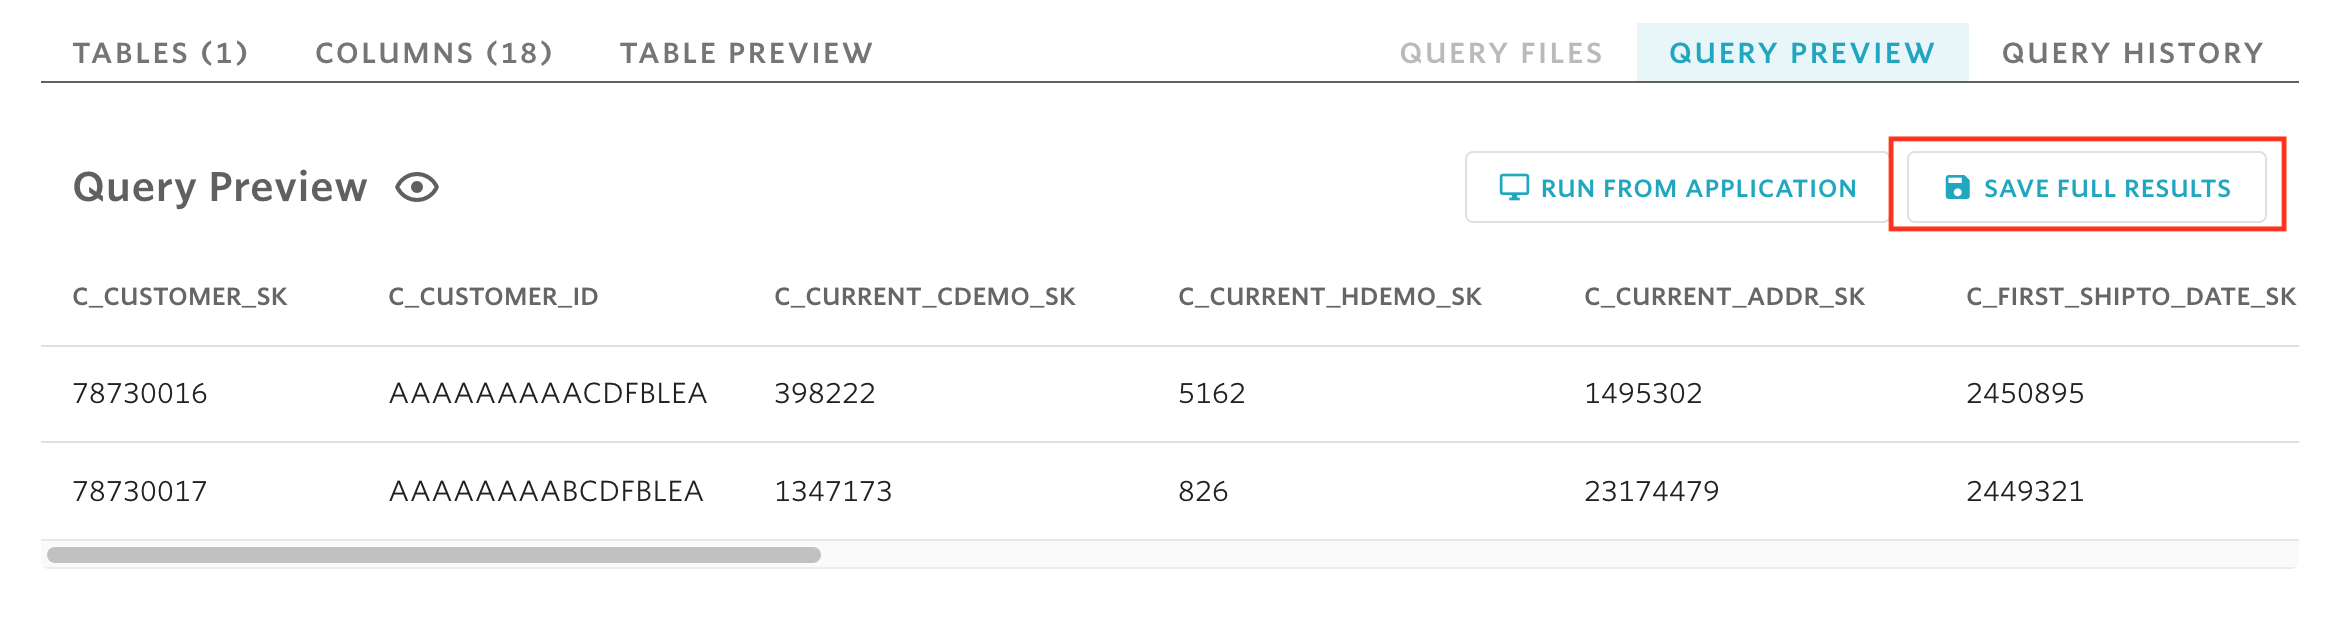 TABLES (1) COLUMNS (18) TABLE PREVIEW QUERY FILES QUERY PREVIEW QUERY HISTORY
Query Preview RUN FROM APPLICATION SAVE FULL RESULTS
C_CUSTOMER_SK C_CUSTOMER_ID C_CURRENT_CDEMO_SK C_CURRENT_HDEMO_SK C_CURRENT_ADDR_SK C_FIRST_SHIPTO_DATE_SK
78730016 AAAAAAAAACDFBLEA 398222 5162 1495302 2450895
78730017 AAAAAAAABCDFBLEA 1347173 826 23174479 2449321